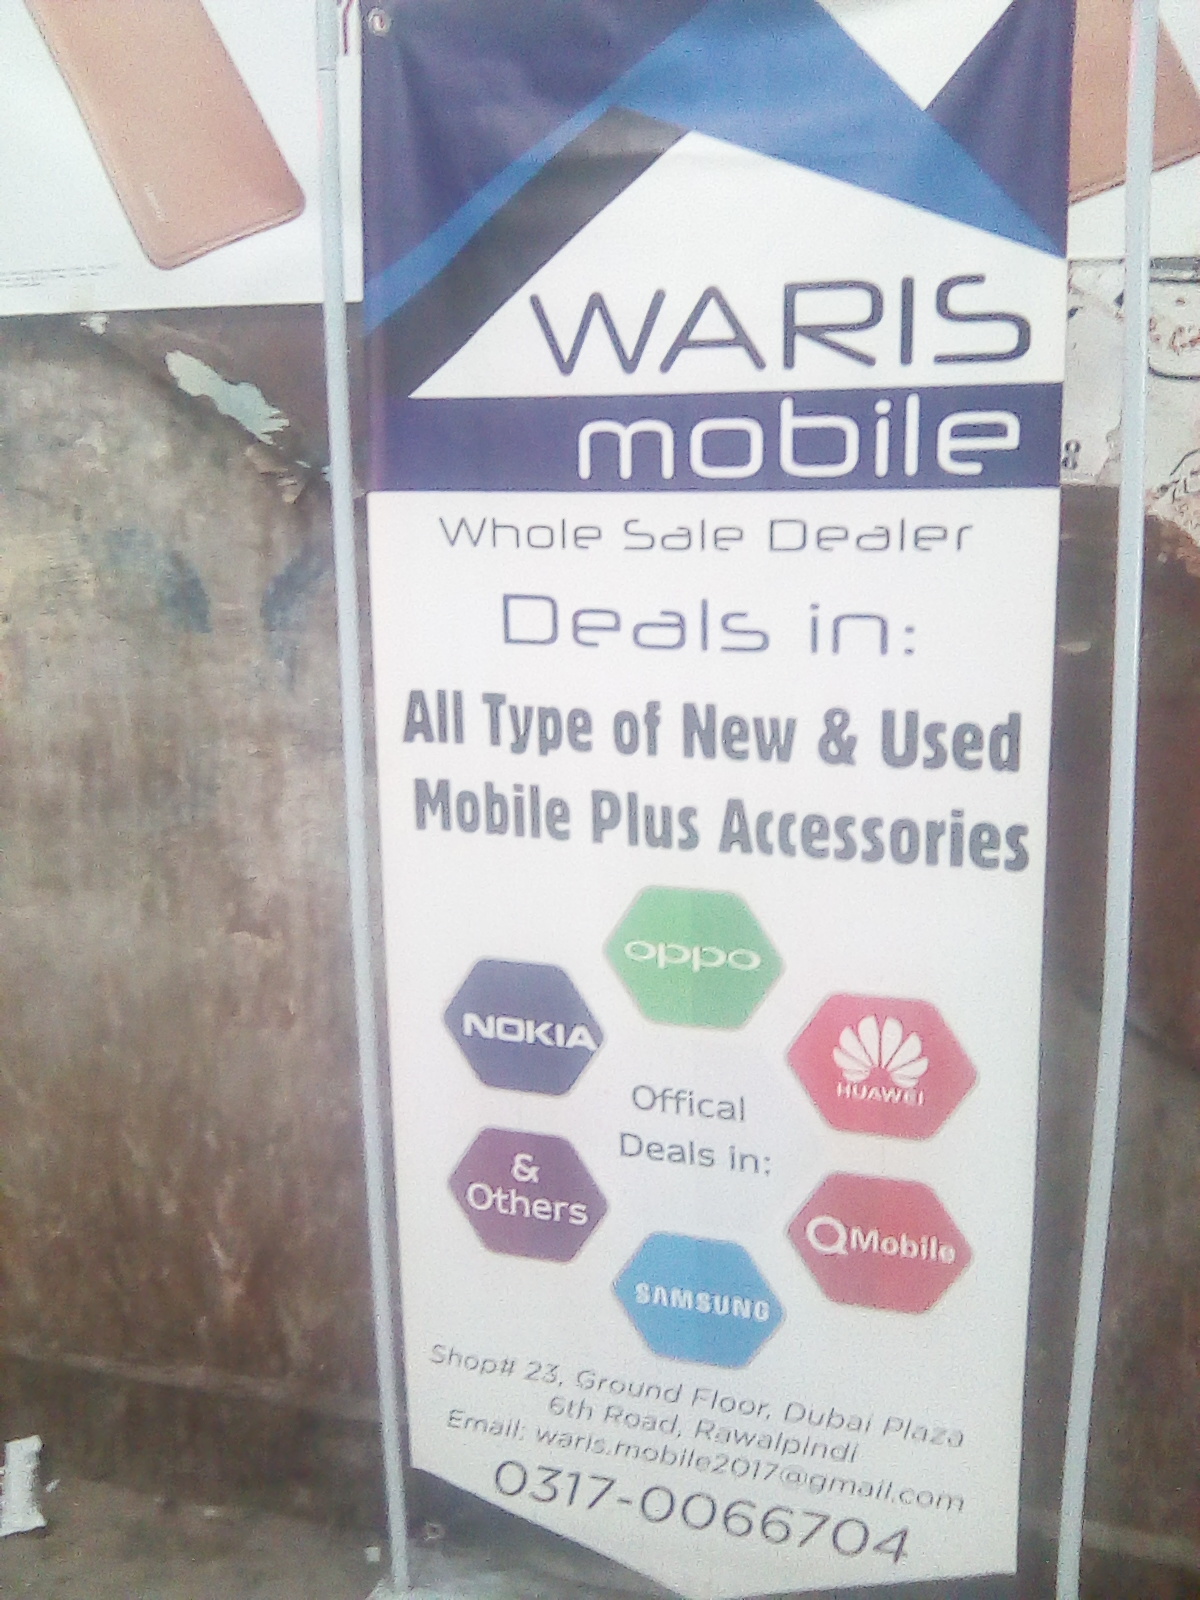 WARIS
mobile
Whole Sale Dealer
Deals in:
All Type of New & Used
Mobile Plus Accessories
oppo
NOKIA
HUAWEI
Offical
Deals in:
&
Others
QMobile
SAMSUNG
Shop# 23, Ground Floor, Dubai Plaza
6th Road, Rawalpindi
Email: waris.mobile2017@gmail.com
0317-0066704
8